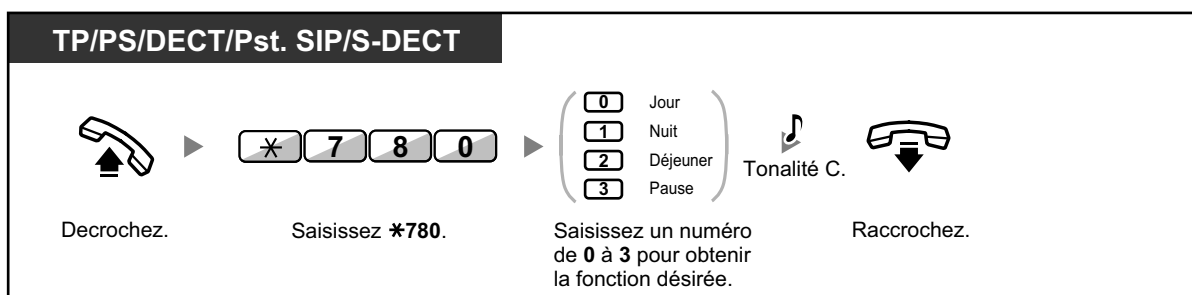 TP/PS/DECT/Pst. SIP/S-DECT
* 7 8 0
0 Jour
1 Nuit
2 Déjeuner
3 Pause
Tonalité C.
Decrochez.
Saisissez *780.
Saisissez un numéro
de 0 à 3 pour obtenir
la fonction désirée.
Raccrochez.